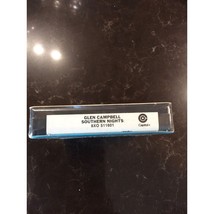 GLEN CAMPBELL
SOUTHERN NIGHTS
8XO 511601
Capitol